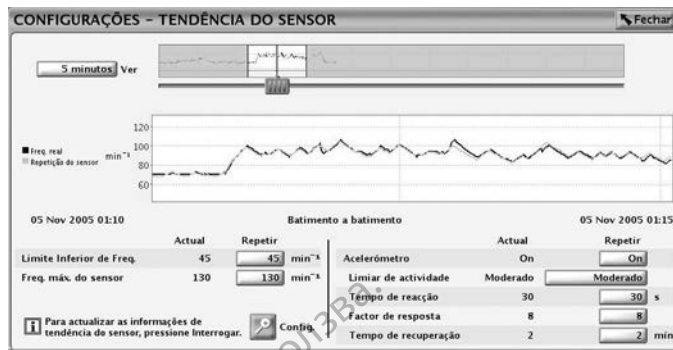 CONFIGURAÇÕES – TENDÊNCIA DO SENSOR
Fechar
5 minutos Ver
120
100
80
60
min⁻¹
Freq. real
Repetição do sensor
05 Nov 2005 01:10 Batimento a batimento 05 Nov 2005 01:15
Actual Repetir
Limite Inferior de Freq. 45 45 min⁻¹
Freq. máx. do sensor 130 130 min⁻¹
Para actualizar as informações de
tendência do sensor, pressione Interrogar.
Config.
Actual Repetir
Acelerómetro On On
Limiar de actividade Moderado Moderado
Tempo de reacção 30 30 s
Factor de resposta 8 8
Tempo de recuperação 2 2 min